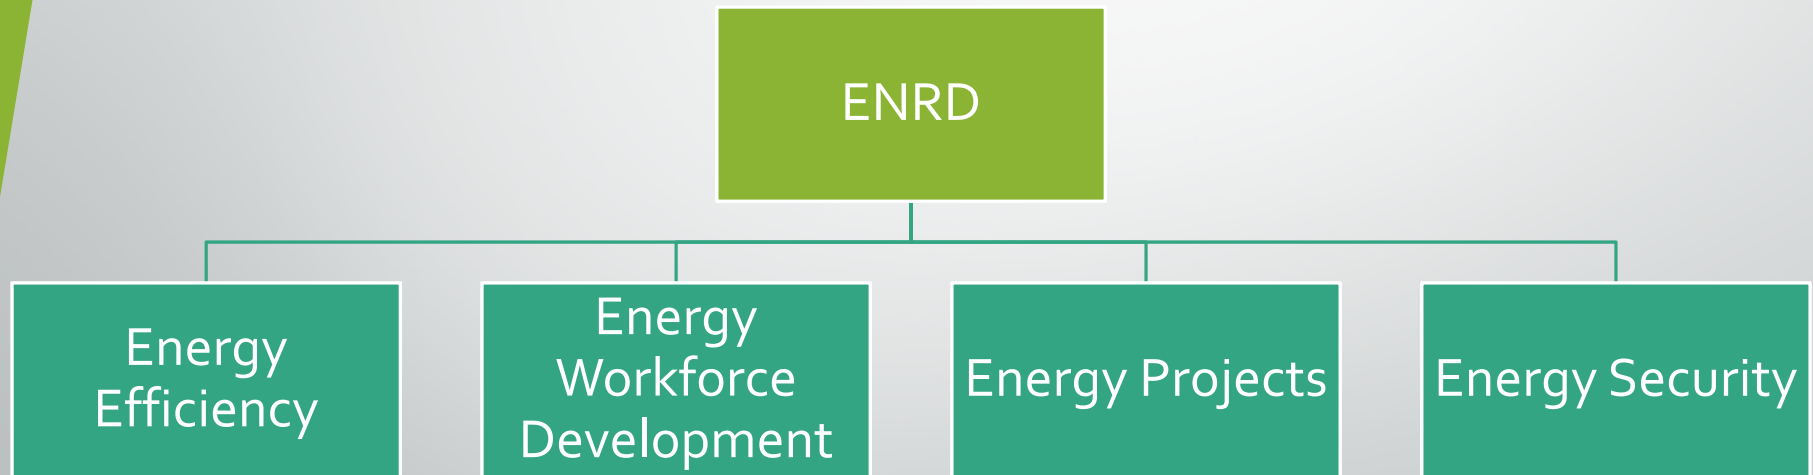 ENRD
Energy
Efficiency
Energy
Workforce
Development
Energy Projects
Energy Security